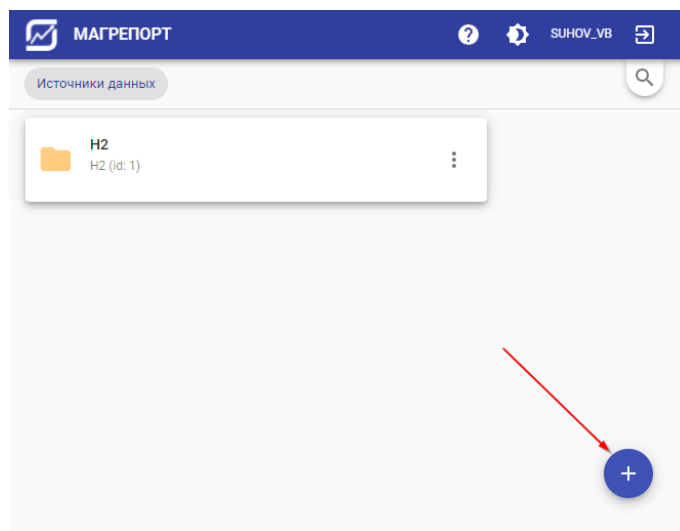 МАГРЕПОРТ
SUHOV_VB
Источники данных
H2
H2 (id: 1)